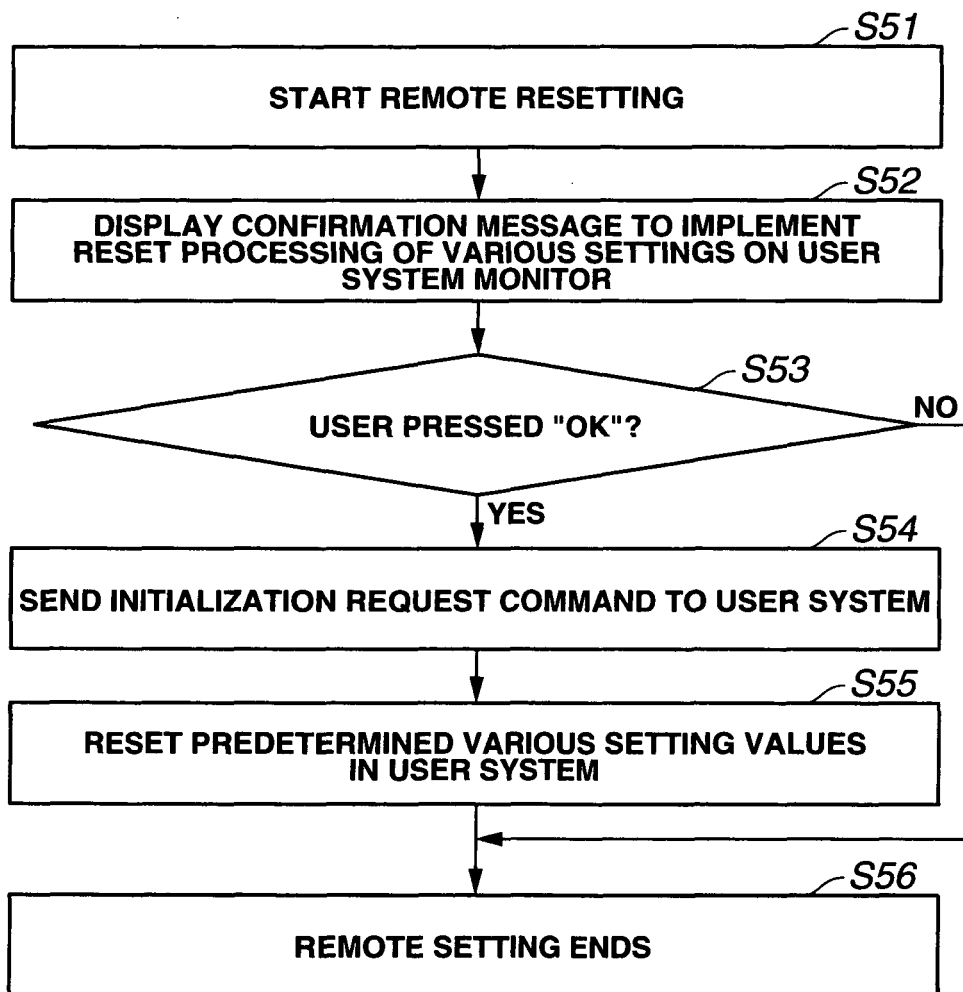 S51
START REMOTE RESETTING
S52
DISPLAY CONFIRMATION MESSAGE TO IMPLEMENT
RESET PROCESSING OF VARIOUS SETTINGS ON USER
SYSTEM MONITOR
S53
USER PRESSED "OK"?
NO
YES
S54
SEND INITIALIZATION REQUEST COMMAND TO USER SYSTEM
S55
RESET PREDETERMINED VARIOUS SETTING VALUES
IN USER SYSTEM
S56
REMOTE SETTING ENDS